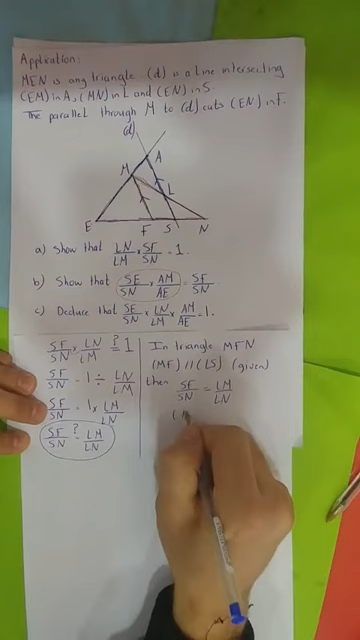 Application:
MEN is any triangle. (d) is a line intersecting
(EM) in A, (MN) in L and (EN) in S.
The parallel through M to (d) cuts (EN) in F.
(d)
A
M
L
E F S N
a) Show that LN/LM × SF/SN = 1.
b) Show that SE/SN × AM/AE = SF/SN
c) Deduce that SE/SN × LN/LM × AM/AE = 1.
SF/SN × LN/LM ?= 1
SF/SN = 1 ÷ LN/LM
SF/SN = 1 × LM/LN
SF/SN ?= LM/LN
In triangle MFN
(MF) // (LS) (given)
then SF/SN = LM/LN
(